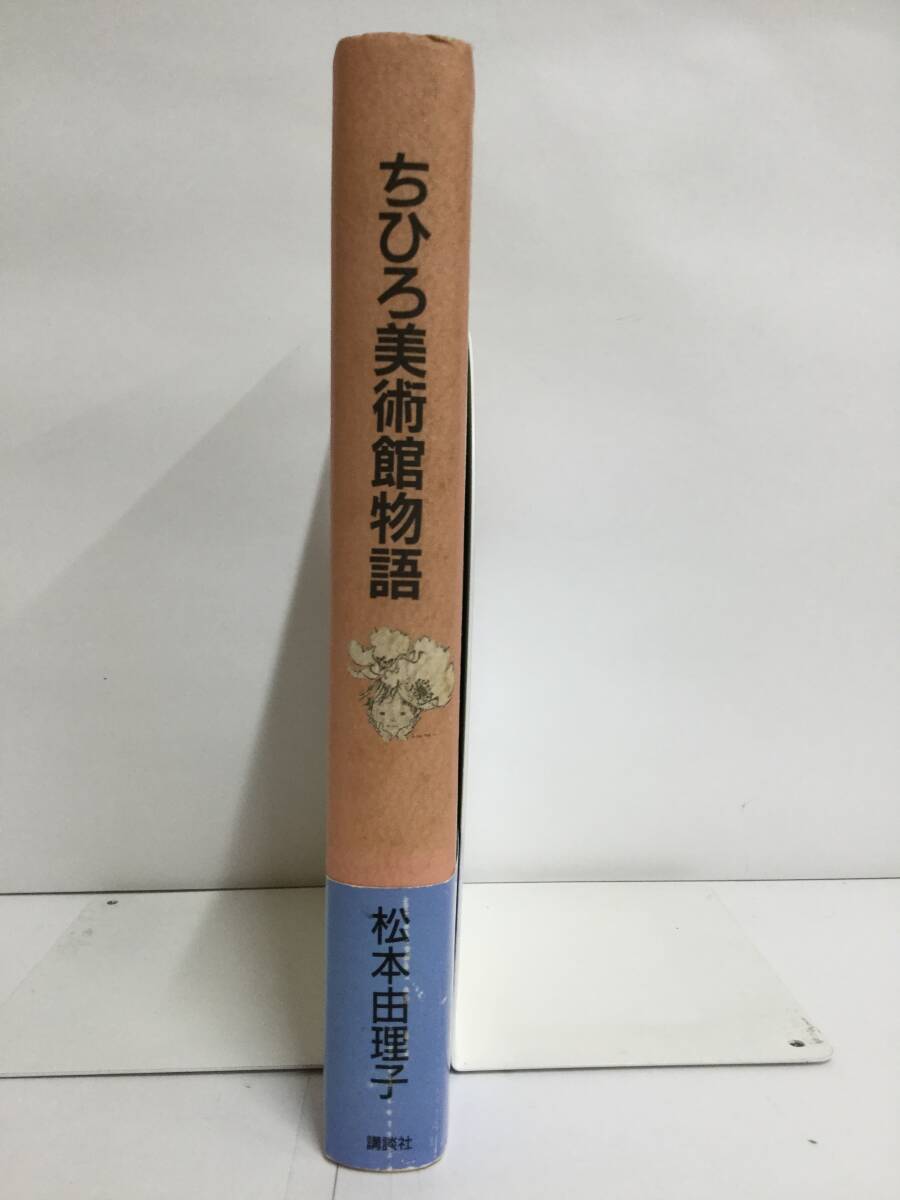 ちひろ美術館物語
松本由理子
講談社